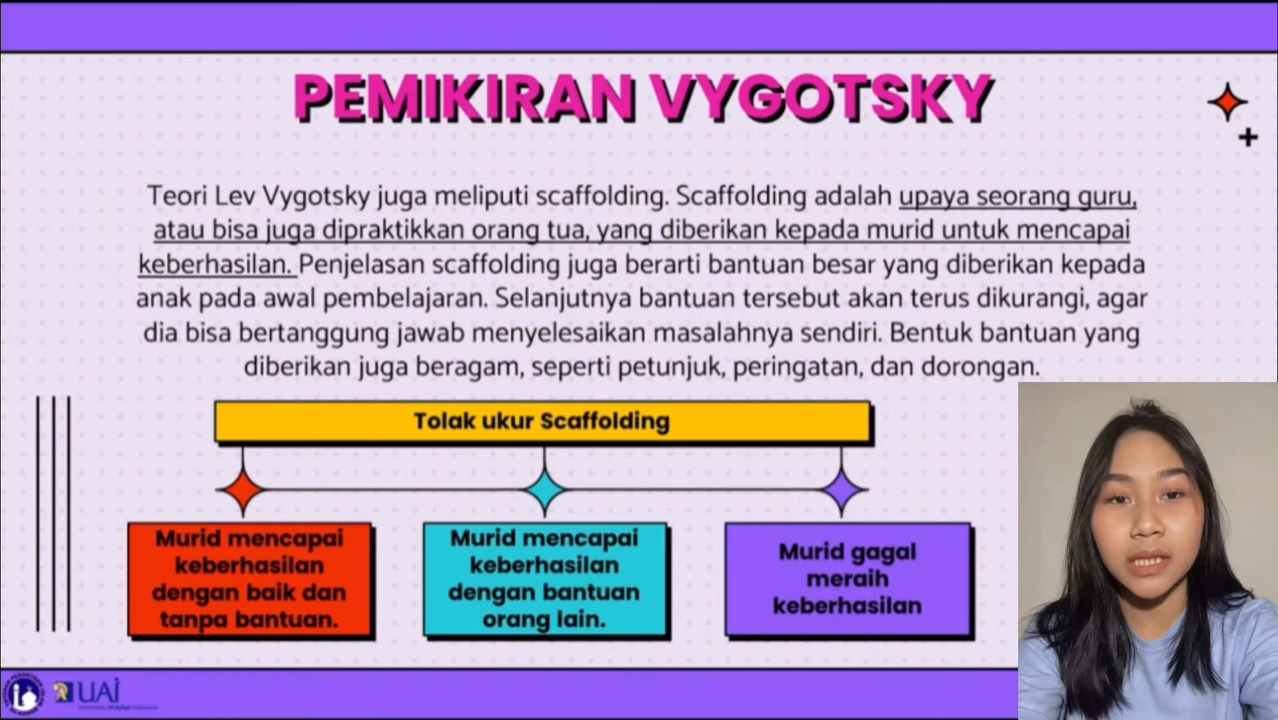 PEMIKIRAN VYGOTSKY
Teori Lev Vygotsky juga meliputi scaffolding. Scaffolding adalah upaya seorang guru,
atau bisa juga dipraktikkan orang tua, yang diberikan kepada murid untuk mencapai
keberhasilan. Penjelasan scaffolding juga berarti bantuan besar yang diberikan kepada
anak pada awal pembelajaran. Selanjutnya bantuan tersebut akan terus dikurangi, agar
dia bisa bertanggung jawab menyelesaikan masalahnya sendiri. Bentuk bantuan yang
diberikan juga beragam, seperti petunjuk, peringatan, dan dorongan.
Tolak ukur Scaffolding
Murid mencapai
keberhasilan
dengan baik dan
tanpa bantuan.
Murid mencapai
keberhasilan
dengan bantuan
orang lain.
Murid gagal
meraih
keberhasilan
UAI